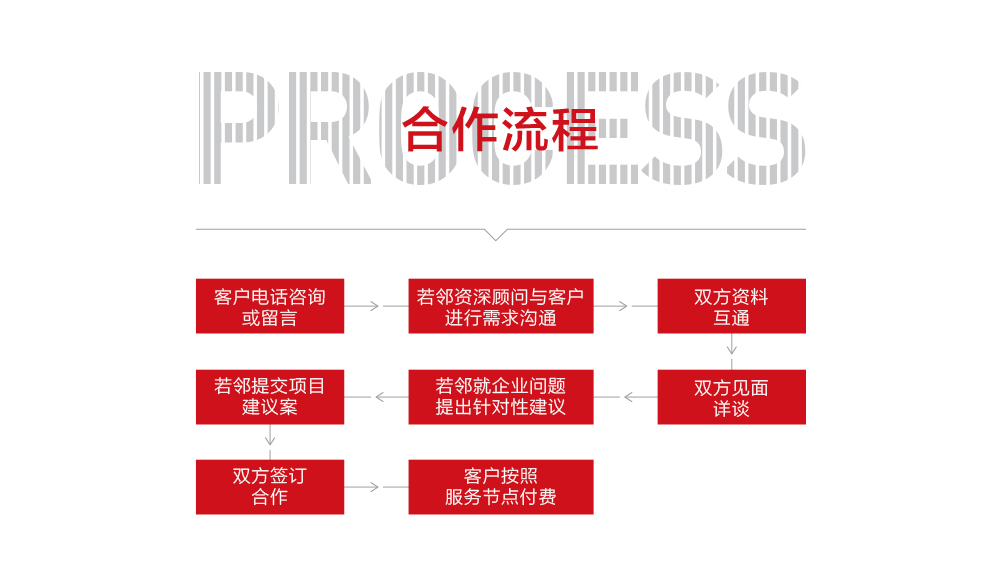 PROCESS
合作流程
客户电话咨询
或留言
若邻资深顾问与客户
进行需求沟通
双方资料
互通
双方见面
详谈
若邻就企业问题
提出针对性建议
若邻提交项目
建议案
双方签订
合作
客户按照
服务节点付费